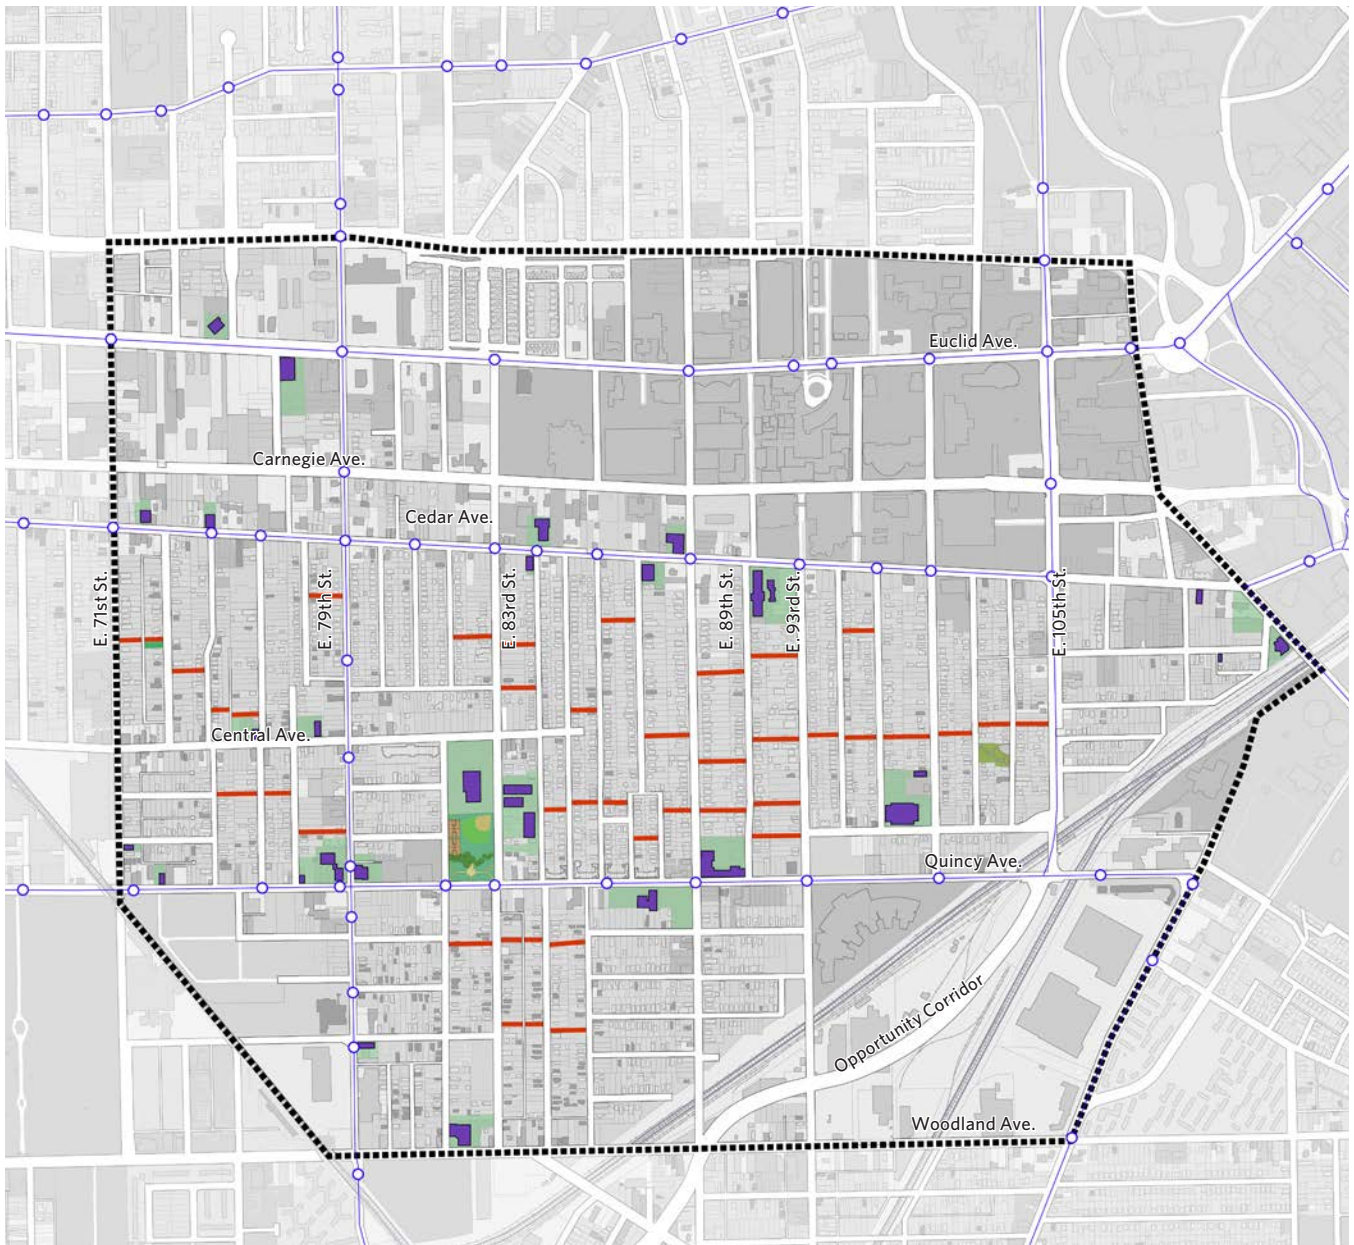 Euclid Ave.
Carnegie Ave.
Cedar Ave.
E. 71st St.
E. 79th St.
E. 83rd St.
E. 89th St.
E. 93rd St.
E. 105th St.
Central Ave.
Quincy Ave.
Opportunity Corridor
Woodland Ave.